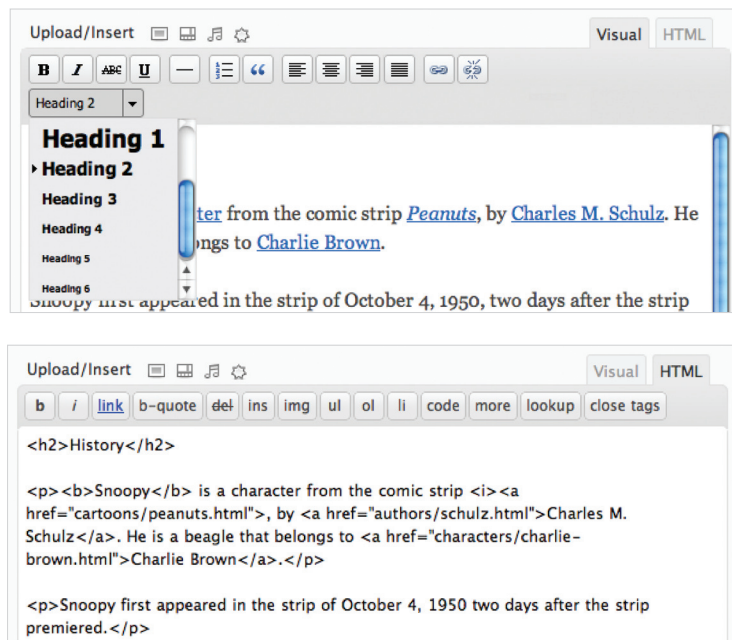 Upload/Insert Visual HTML
B I ABC U
Heading 2
Heading 1
Heading 2
Heading 3
ter from the comic strip Peanuts, by Charles M. Schulz. He
Heading 4
ngs to Charlie Brown.
Heading 5
Heading 6
Snoopy first appeared in the strip of October 4, 1950, two days after the strip
Upload/Insert Visual HTML
b i link b-quote del ins img ul ol li code more lookup close tags
<h2>History</h2>
<p><b>Snoopy</b> is a character from the comic strip <i><a
href="cartoons/peanuts.html">, by <a href="authors/schulz.html">Charles M.
Schulz</a>. He is a beagle that belongs to <a href="characters/charlie-
brown.html">Charlie Brown</a>.</p>
<p>Snoopy first appeared in the strip of October 4, 1950 two days after the strip
premiered.</p>